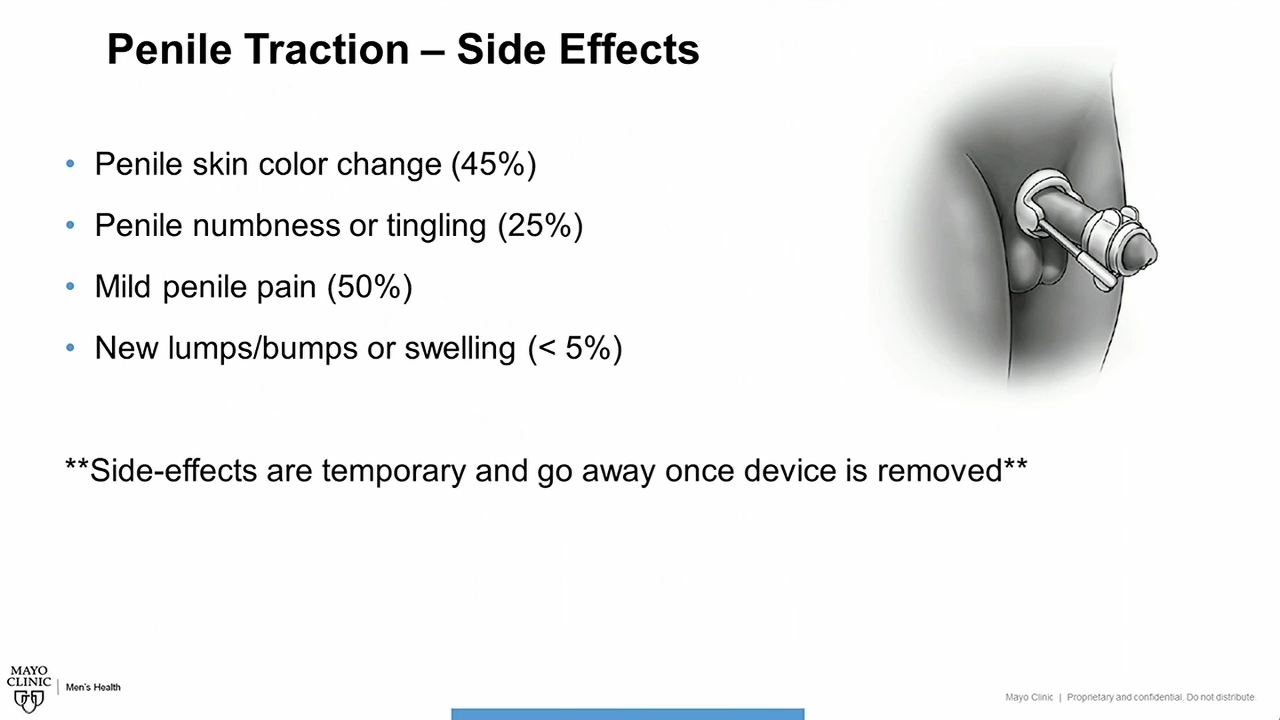 Penile Traction – Side Effects
• Penile skin color change (45%)
• Penile numbness or tingling (25%)
• Mild penile pain (50%)
• New lumps/bumps or swelling (< 5%)
**Side-effects are temporary and go away once device is removed**
MAYO
CLINIC
Men's Health
Mayo Clinic | Proprietary and confidential. Do not distribute.